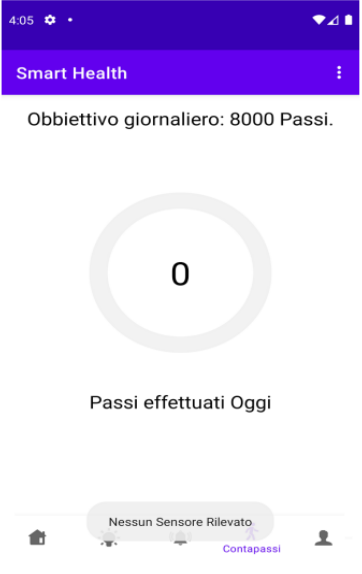 4:05
Smart Health
Obbiettivo giornaliero: 8000 Passi.
0
Passi effettuati Oggi
Nessun Sensore Rilevato
Contapassi